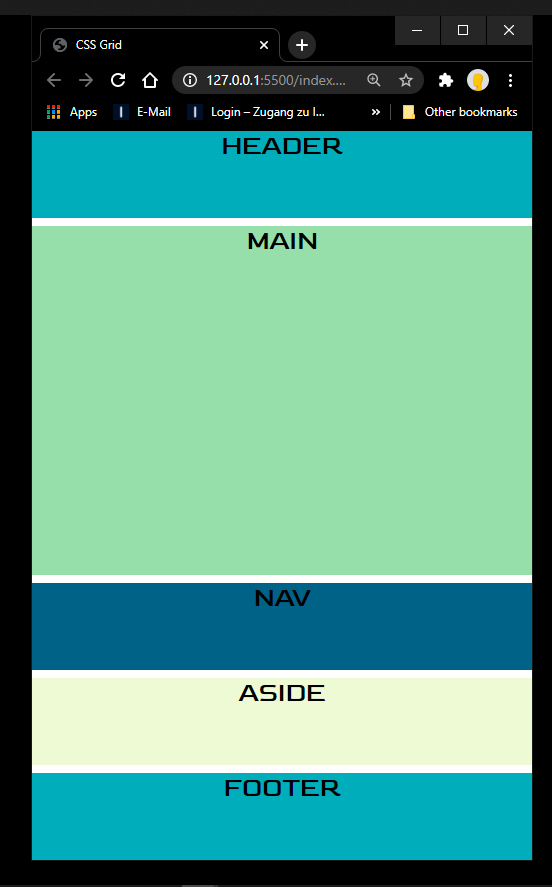 CSS Grid
127.0.0.1:5500/index....
Apps
E-Mail
Login – Zugang zu I...
»
Other bookmarks
HEADER
MAIN
NAV
ASIDE
FOOTER